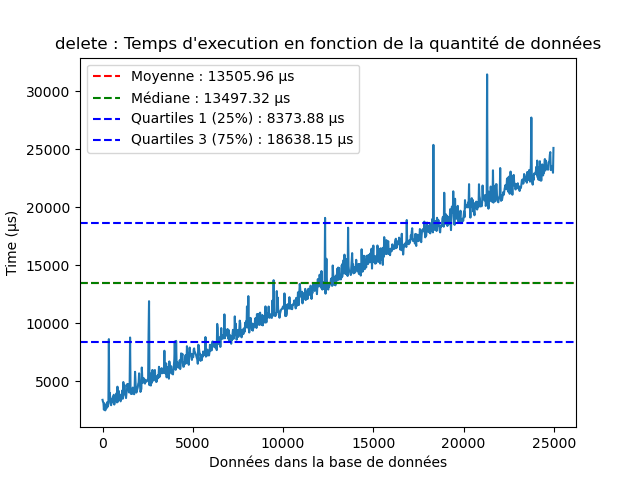 delete : Temps d'execution en fonction de la quantité de données
Moyenne : 13505.96 µs
Médiane : 13497.32 µs
Quartiles 1 (25%) : 8373.88 µs
Quartiles 3 (75%) : 18638.15 µs
Time (µs)
30000
25000
20000
15000
10000
5000
0 5000 10000 15000 20000 25000
Données dans la base de données